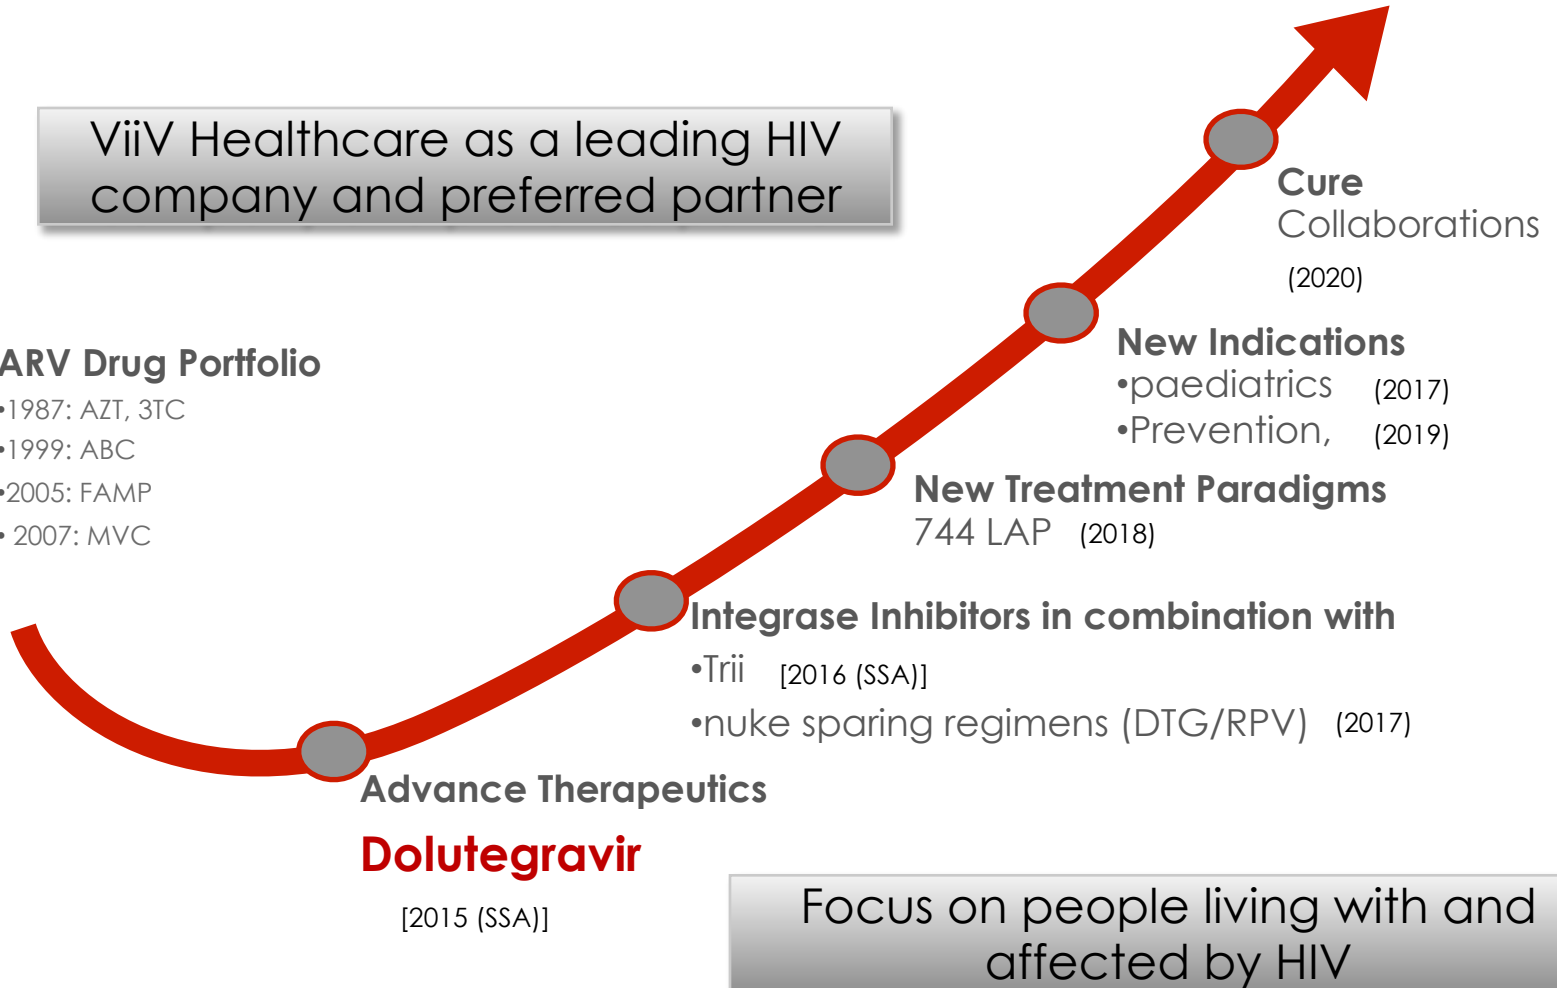 ViiV Healthcare as a leading HIV
company and preferred partner
ARV Drug Portfolio
•1987: AZT, 3TC
•1999: ABC
•2005: FAMP
• 2007: MVC
Cure
Collaborations
(2020)
New Indications
•paediatrics (2017)
•Prevention, (2019)
New Treatment Paradigms
744 LAP (2018)
Integrase Inhibitors in combination with
•Trii [2016 (SSA)]
•nuke sparing regimens (DTG/RPV) (2017)
Advance Therapeutics
Dolutegravir
[2015 (SSA)]
Focus on people living with and
affected by HIV